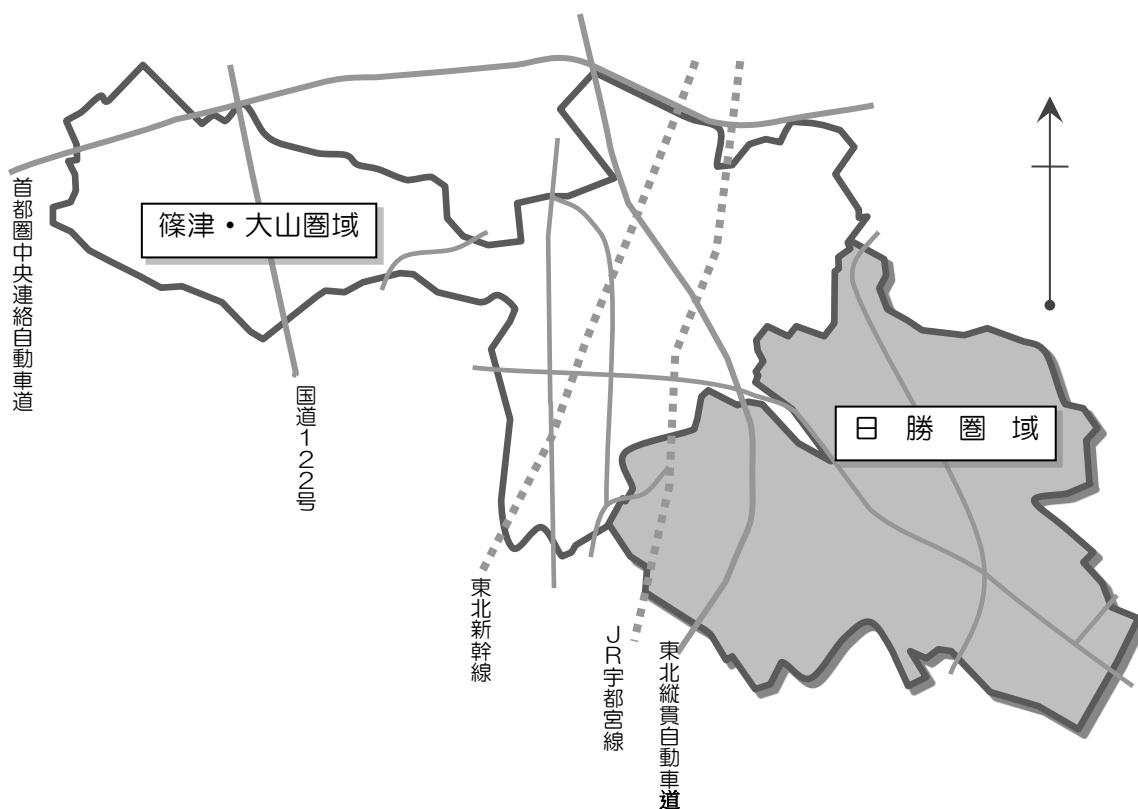 首都圏中央連絡自動車道
篠津・大山圏域
国道122号
日勝圏域
東北新幹線
JR宇都宮線
東北縦貫自動車道